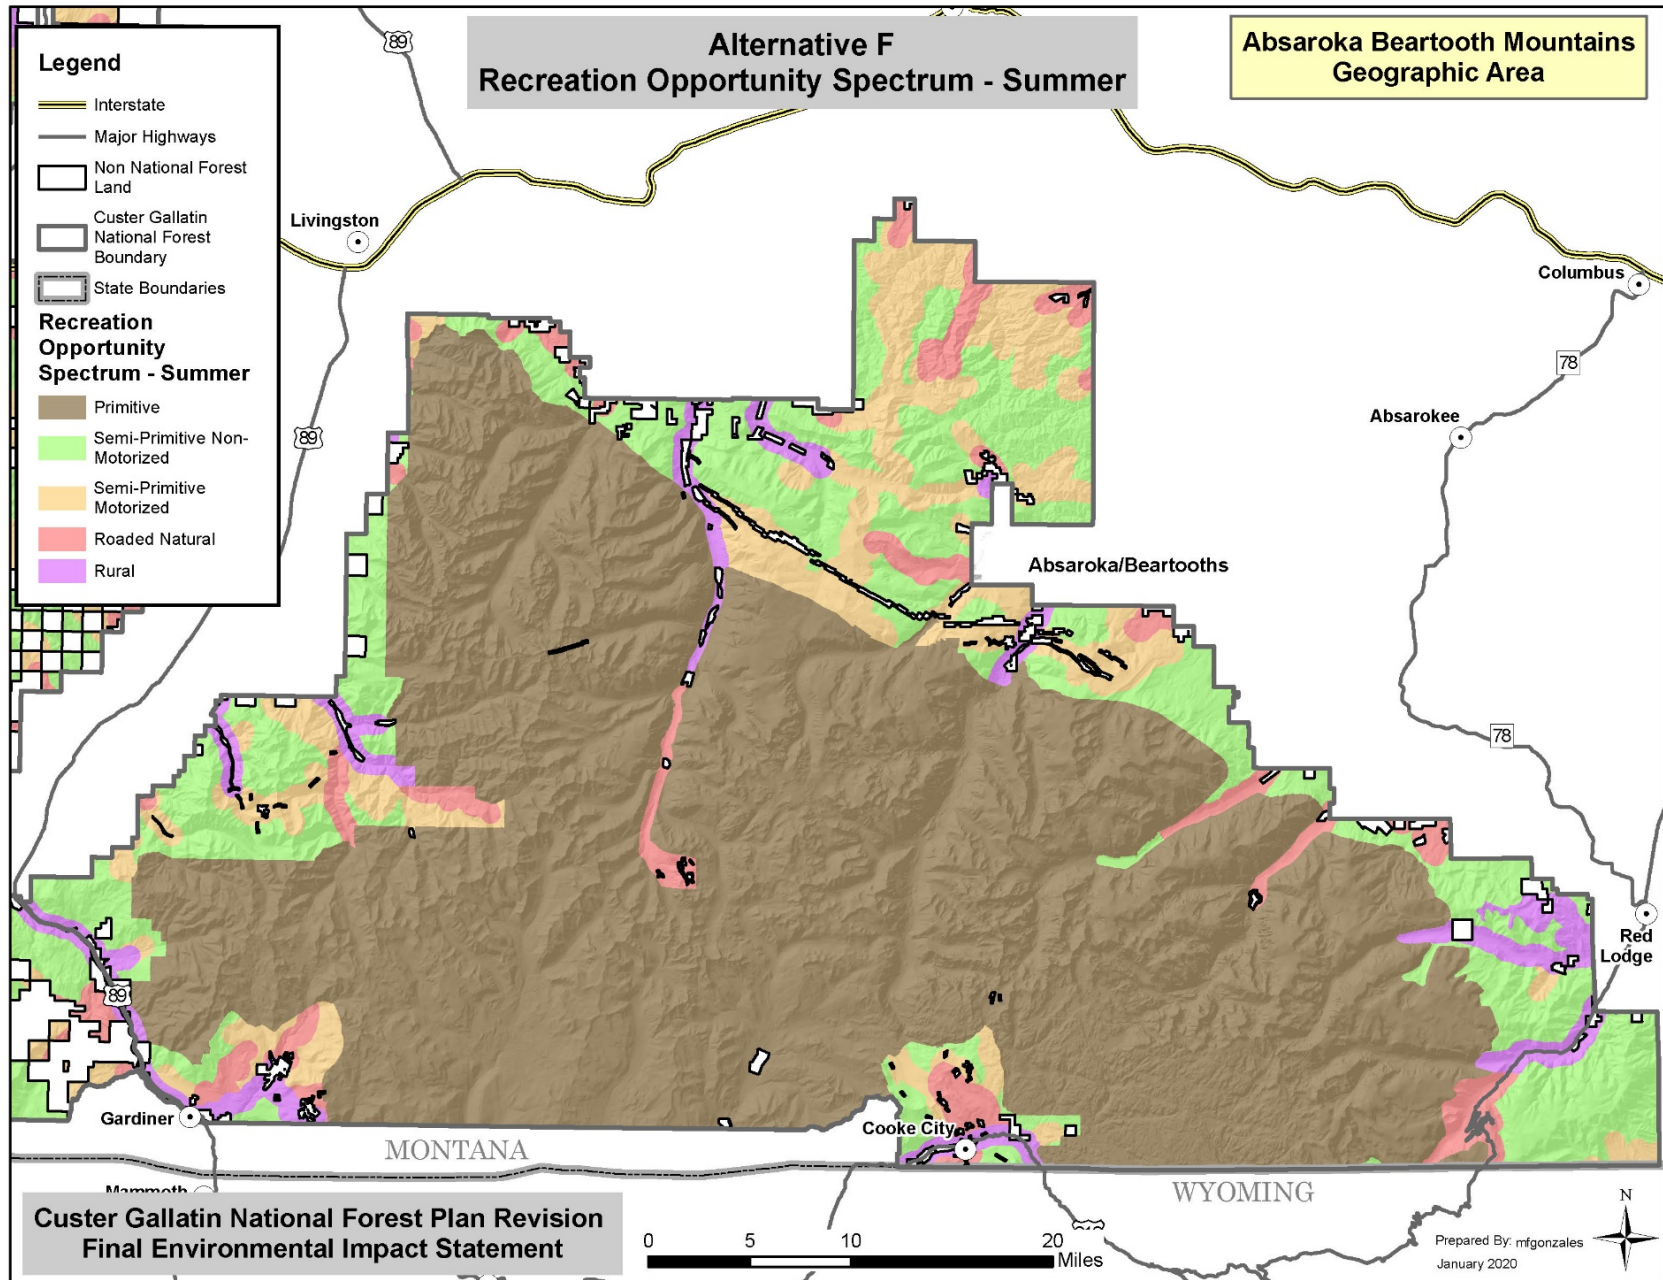 Alternative F
Recreation Opportunity Spectrum - Summer
Absaroka Beartooth Mountains
Geographic Area
Legend
Interstate
Major Highways
Non National Forest
Land
Custer Gallatin
National Forest
Boundary
State Boundaries
Recreation
Opportunity
Spectrum - Summer
Primitive
Semi-Primitive Non-
Motorized
Semi-Primitive
Motorized
Roaded Natural
Rural
89
Livingston
Columbus
78
Absarokee
89
Absaroka/Beartooths
78
Red
Lodge
89
Gardiner
Cooke City
MONTANA
WYOMING
Mammoth
Custer Gallatin National Forest Plan Revision
Final Environmental Impact Statement
0 5 10 20
Miles
N
Prepared By: mfgonzales
January 2020